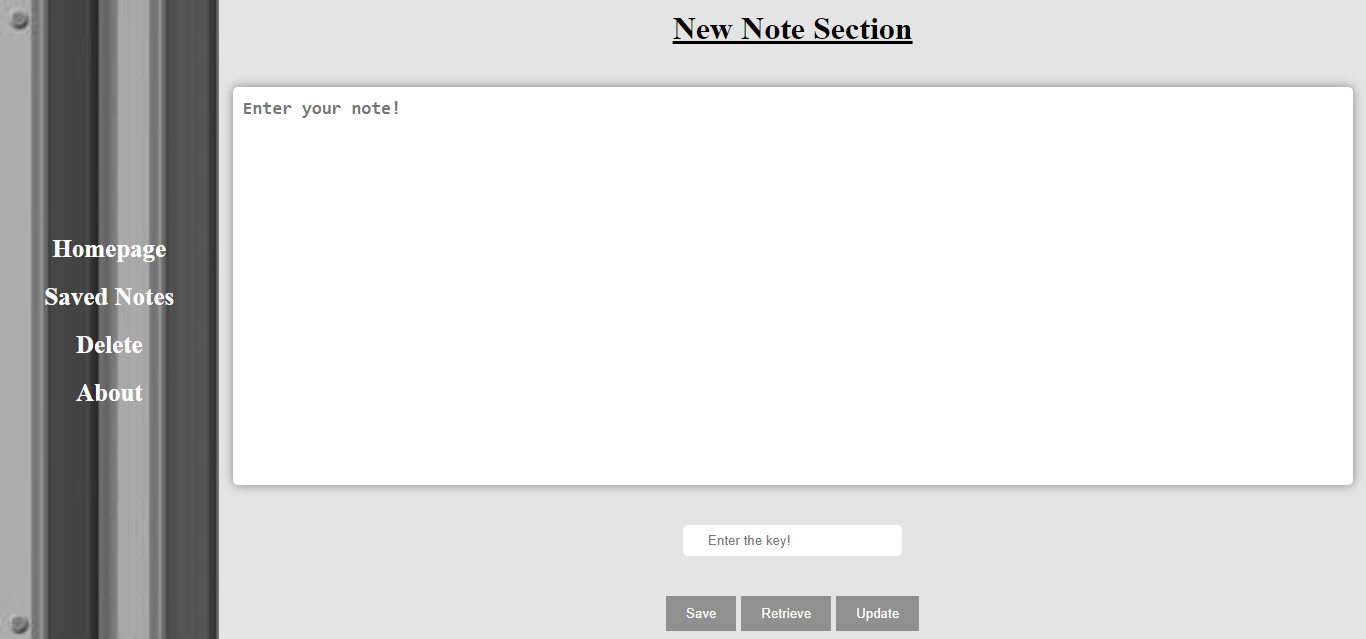 New Note Section
Enter your note!
Homepage
Saved Notes
Delete
About
Enter the key!
Save Retrieve Update